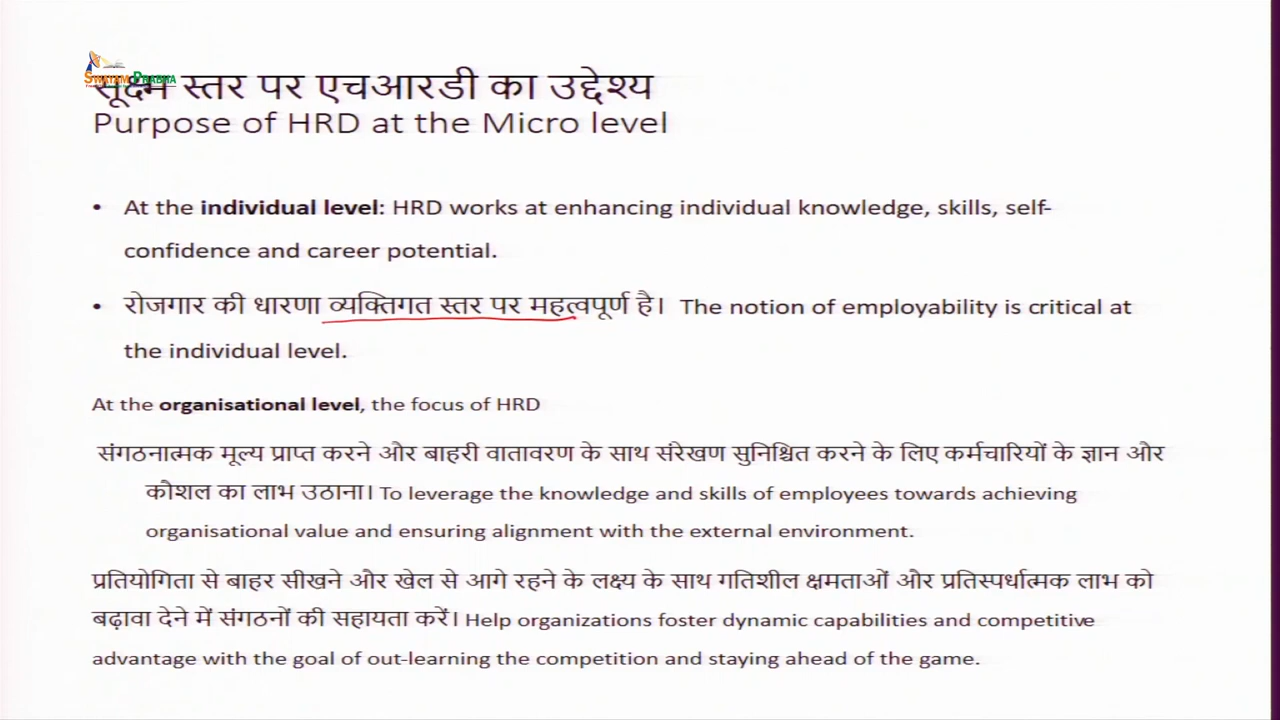 SWAYAM PRABHA
सूक्ष्म स्तर पर एचआरडी का उद्देश्य
Purpose of HRD at the Micro level
• At the individual level: HRD works at enhancing individual knowledge, skills, self-
confidence and career potential.
• रोजगार की धारणा व्यक्तिगत स्तर पर महत्वपूर्ण है। The notion of employability is critical at
the individual level.
At the organisational level, the focus of HRD
संगठनात्मक मूल्य प्राप्त करने और बाहरी वातावरण के साथ संरेखण सुनिश्चित करने के लिए कर्मचारियों के ज्ञान और
कौशल का लाभ उठाना। To leverage the knowledge and skills of employees towards achieving
organisational value and ensuring alignment with the external environment.
प्रतियोगिता से बाहर सीखने और खेल से आगे रहने के लक्ष्य के साथ गतिशील क्षमताओं और प्रतिस्पर्धात्मक लाभ को
बढ़ावा देने में संगठनों की सहायता करें। Help organizations foster dynamic capabilities and competitive
advantage with the goal of out-learning the competition and staying ahead of the game.